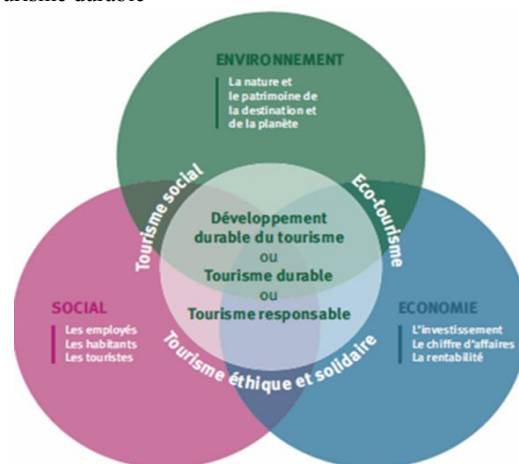 urisme durable
ENVIRONNEMENT
La nature et
le patrimoine de
la destination et
de la planète
Tourisme social
Eco-tourisme
Développement
durable du tourisme
ou
Tourisme durable
ou
Tourisme responsable
SOCIAL
Les employés
Les habitants
Les touristes
ECONOMIE
L'investissement
Le chiffre d'affaires
La rentabilité
Tourisme éthique et solidaire